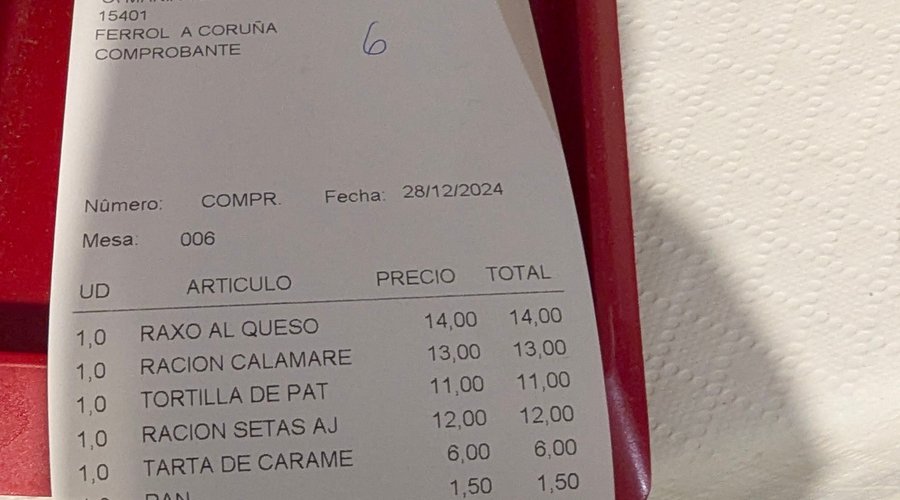 15401
FERROL A CORUÑA
COMPROBANTE 6
Nûmero: COMPR. Fecha: 28/12/2024
Mesa: 006
UD ARTICULO PRECIO TOTAL
1,0 RAXO AL QUESO 14,00 14,00
1,0 RACION CALAMARE 13,00 13,00
1,0 TORTILLA DE PAT 11,00 11,00
1,0 RACION SETAS AJ 12,00 12,00
1,0 TARTA DE CARAME 6,00 6,00
PAN 1,50 1,50